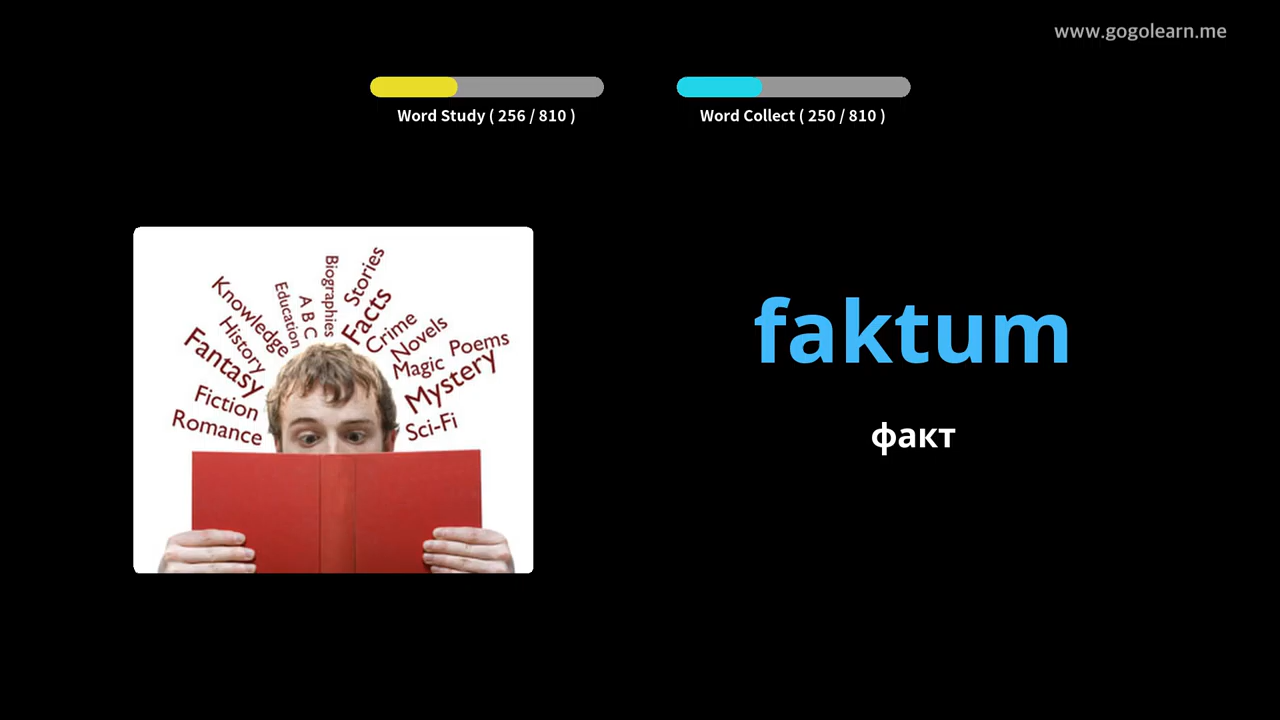 www.gogolearn.me
Word Study ( 256 / 810 )
Word Collect ( 250 / 810 )
Biographies
Stories
Education
A B C
Facts
Knowledge
History
Crime
Novels
Poems
Fantasy
Magic
Mystery
Fiction
Romance
Sci-Fi
faktum
факт